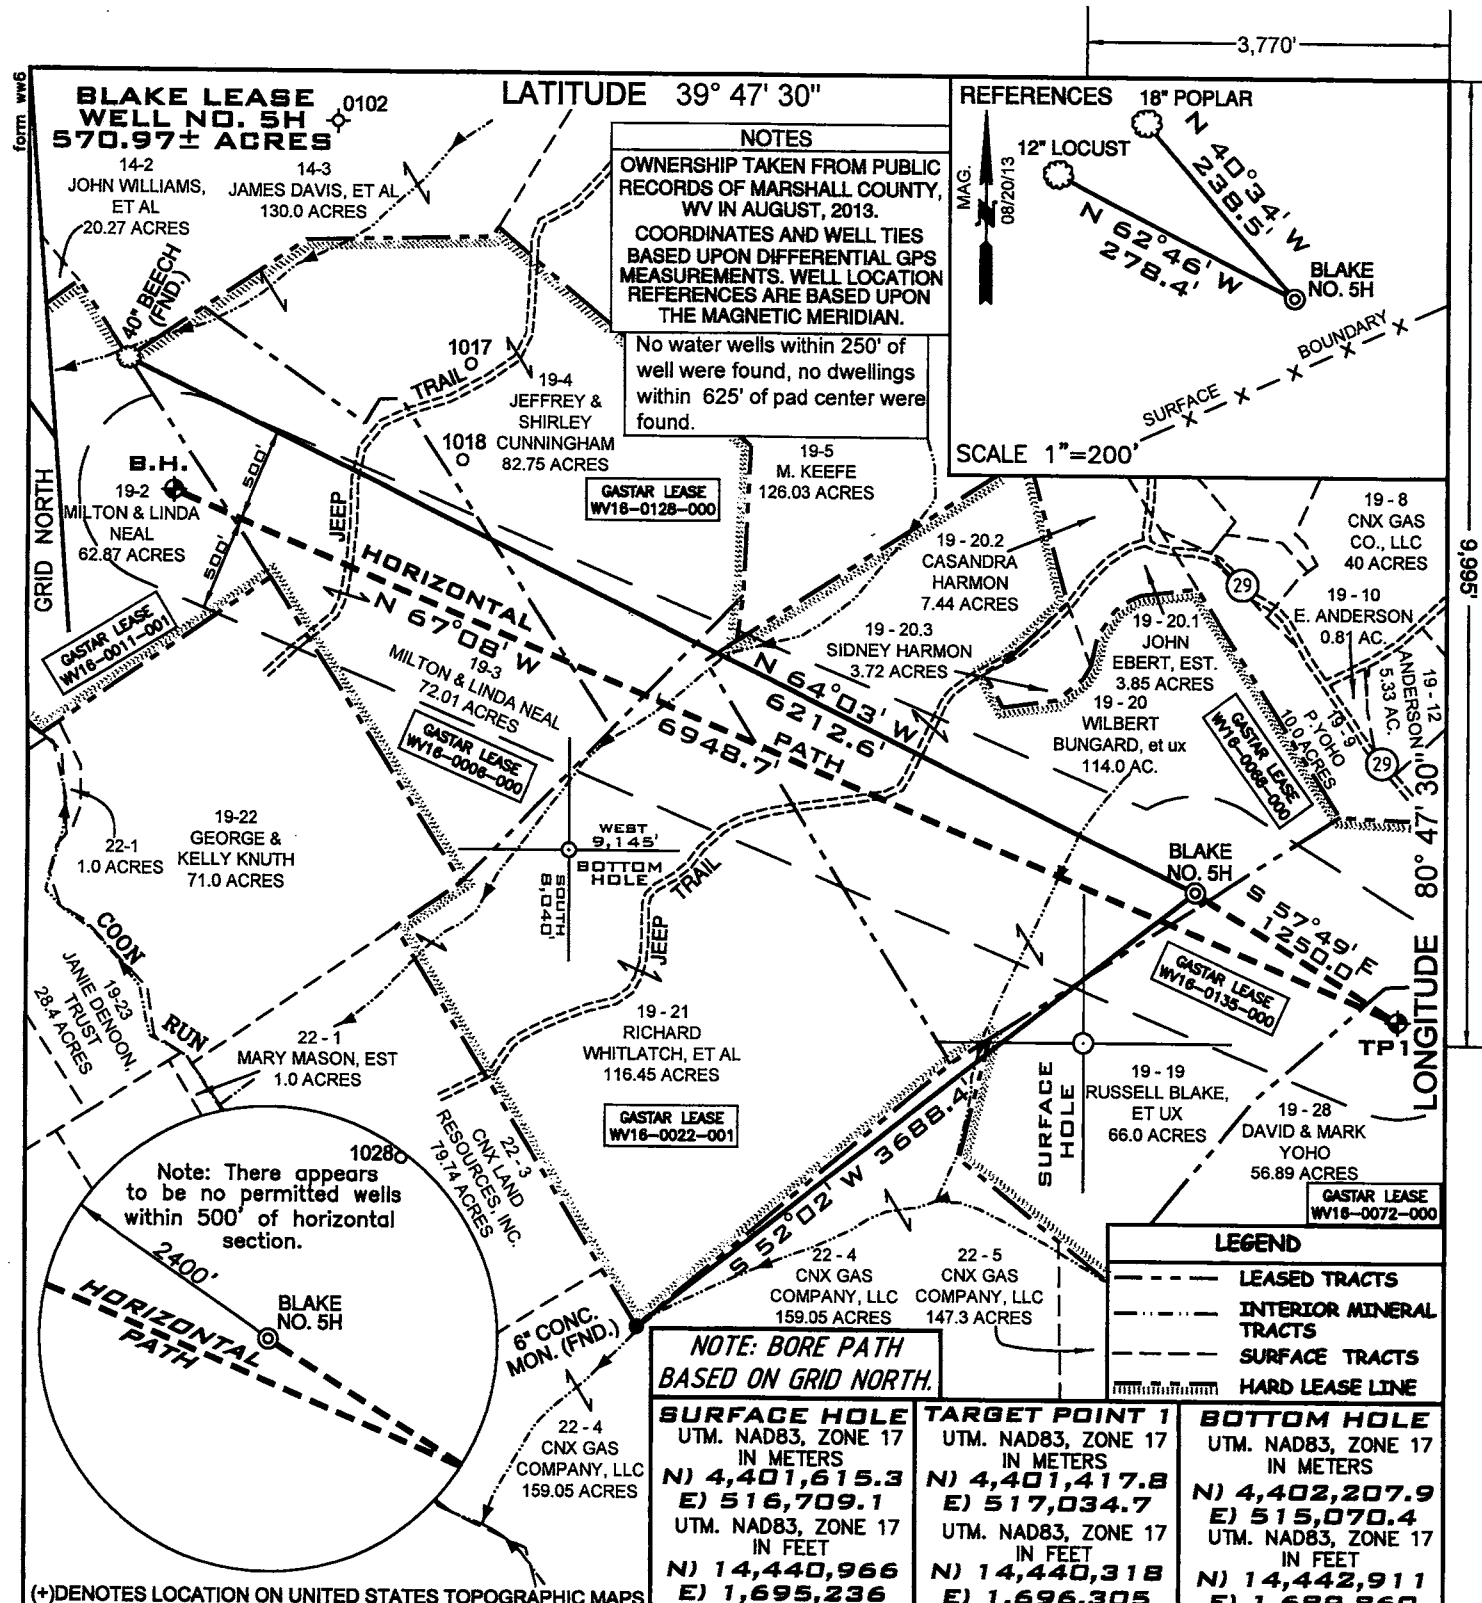 3,770'
form ww6
BLAKE LEASE
WELL NO. 5H
570.97± ACRES
0102
LATITUDE 39° 47' 30"
14-2
JOHN WILLIAMS,
ET AL
20.27 ACRES
14-3
JAMES DAVIS, ET AL
130.0 ACRES
NOTES
OWNERSHIP TAKEN FROM PUBLIC
RECORDS OF MARSHALL COUNTY,
WV IN AUGUST, 2013.
COORDINATES AND WELL TIES
BASED UPON DIFFERENTIAL GPS
MEASUREMENTS. WELL LOCATION
REFERENCES ARE BASED UPON
THE MAGNETIC MERIDIAN.
No water wells within 250' of
well were found, no dwellings
within 625' of pad center were
found.
REFERENCES
18" POPLAR
12" LOCUST
MAG.
N
08/20/13
N 40°34' W
238.5'
N 62°46' W
278.4'
BLAKE
NO. 5H
SURFACE BOUNDARY
SCALE 1"=200'
9,995'
40" BEECH
(FND.)
1017
JEEP TRAIL
1018
19-4
JEFFREY &
SHIRLEY
CUNNINGHAM
82.75 ACRES
GASTAR LEASE
WV16-0128-000
19-5
M. KEEFE
126.03 ACRES
GRID NORTH
B.H.
19-2
MILTON & LINDA
NEAL
62.87 ACRES
500'
500'
GASTAR LEASE
WV16-0011-001
HORIZONTAL PATH
N 67°08' W
6948.7'
19-3
MILTON & LINDA NEAL
72.01 ACRES
GASTAR LEASE
WV16-0006-000
N 64°03' W
6212.6'
19 - 20.2
CASANDRA
HARMON
7.44 ACRES
19 - 20.3
SIDNEY HARMON
3.72 ACRES
19 - 20.1
JOHN
EBERT, EST.
3.85 ACRES
19 - 20
WILBERT
BUNGARD, et ux
114.0 AC.
19 - 8
CNX GAS
CO., LLC
40 ACRES
29
19 - 10
E. ANDERSON
0.81 AC.
19 - 12
ANDERSON
5.33 AC.
19 - 9
P. YOHO
10.0 ACRES
29
GASTAR LEASE
WV16-0088-000
LONGITUDE 80° 47' 30"
22-1
1.0 ACRES
19-22
GEORGE &
KELLY KNUTH
71.0 ACRES
WEST
9,145'
BOTTOM
HOLE
SOUTH
8,040'
JEEP TRAIL
BLAKE
NO. 5H
S 57°49' E
1250.0'
GASTAR LEASE
WV16-0135-000
TP1
COON RUN
19-23
JANIE DENOON,
TRUST
28.4 ACRES
22 - 1
MARY MASON, EST
1.0 ACRES
19 - 21
RICHARD
WHITLATCH, ET AL
116.45 ACRES
GASTAR LEASE
WV16-0022-001
SURFACE
HOLE
19 - 19
RUSSELL BLAKE,
ET UX
66.0 ACRES
19 - 28
DAVID & MARK
YOHO
56.89 ACRES
GASTAR LEASE
WV16-0072-000
22 - 3
CNX LAND
RESOURCES, INC.
79.74 ACRES
S 52°02' W 3688.4'
1028
Note: There appears
to be no permitted wells
within 500' of horizontal
section.
2400'
HORIZONTAL
PATH
BLAKE
NO. 5H
22 - 4
CNX GAS
COMPANY, LLC
159.05 ACRES
22 - 5
CNX GAS
COMPANY, LLC
147.3 ACRES
6" CONC.
MON. (FND.)
22 - 4
CNX GAS
COMPANY, LLC
159.05 ACRES
LEGEND
LEASED TRACTS
INTERIOR MINERAL
TRACTS
SURFACE TRACTS
HARD LEASE LINE
NOTE: BORE PATH
BASED ON GRID NORTH.
SURFACE HOLE
UTM. NAD83, ZONE 17
IN METERS
N) 4,401,615.3
E) 516,709.1
UTM. NAD83, ZONE 17
IN FEET
N) 14,440,966
E) 1,695,236
TARGET POINT 1
UTM. NAD83, ZONE 17
IN METERS
N) 4,401,417.8
E) 517,034.7
UTM. NAD83, ZONE 17
IN FEET
N) 14,440,318
E) 1,696,305
BOTTOM HOLE
UTM. NAD83, ZONE 17
IN METERS
N) 4,402,207.9
E) 515,070.4
UTM. NAD83, ZONE 17
IN FEET
N) 14,442,911
(+)DENOTES LOCATION ON UNITED STATES TOPOGRAPHIC MAPS